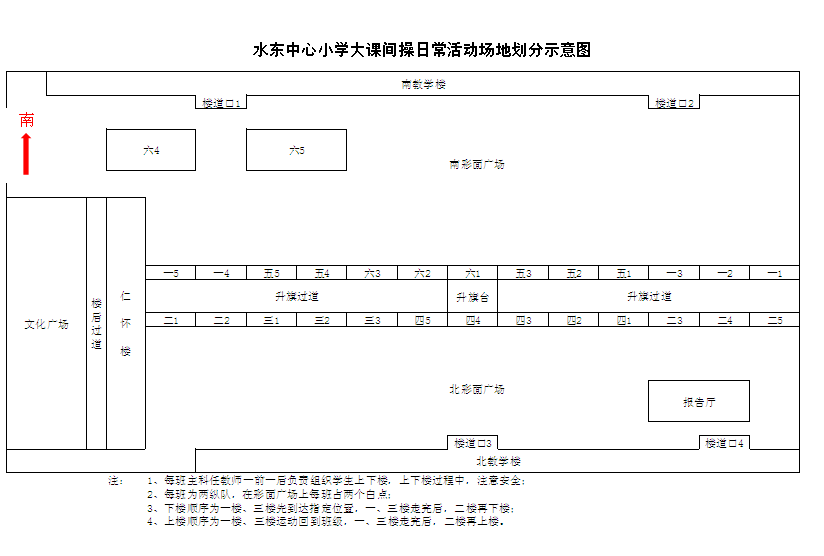 水东中心小学大课间操日常活动场地划分示意图
南教学楼
楼道口1
楼道口2
南
六4
六5
南彩面广场
一5 一4 五5 五4 六3 六2 六1 五3 五2 五1 一3 一2 一1
升旗过道 升旗台 升旗过道
二1 二2 三1 三2 三3 四5 四4 四3 四2 四1 二3 二4 二5
文化广场
楼后过道
仁怀楼
北彩面广场
报告厅
楼道口3
楼道口4
北教学楼
注: 1、每班主科任教师一前一后负责组织学生上下楼,上下楼过程中,注意安全;
2、每班为两纵队,在彩面广场上每班占两个白点;
3、下楼顺序为一楼、三楼先到达指定位置,一、三楼走完后,二楼再下楼;
4、上楼顺序为一楼、三楼运动回到班级,一、三楼走完后,二楼再上楼。